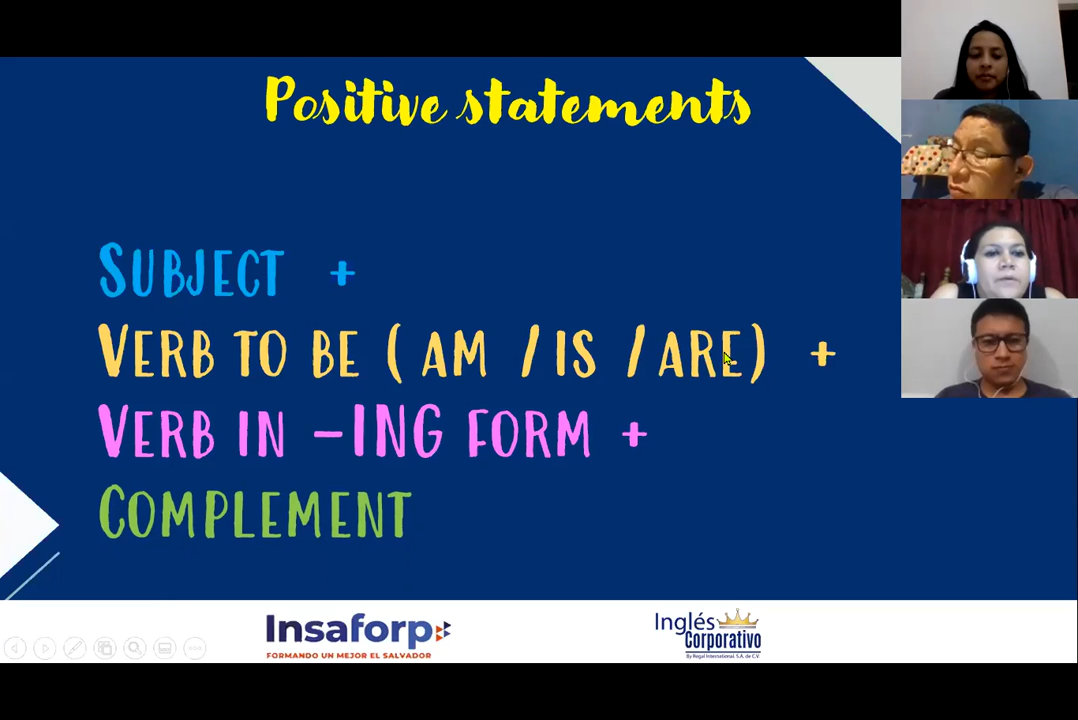 Positive statements
SUBJECT +
VERB TO BE ( AM / IS / ARE) +
VERB IN -ING FORM +
COMPLEMENT
Insaforp
FORMANDO UN MEJOR EL SALVADOR
Inglés
Corporativo
By Regal International, S.A. de C.V.